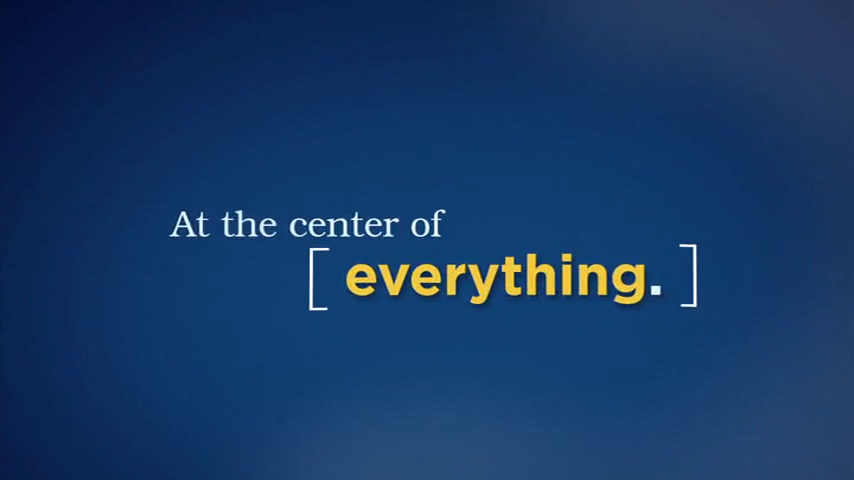 At the center of
[ everything. ]